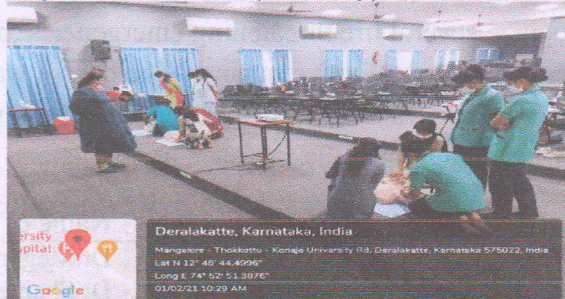 ersity
spital
Google
Deralakatte, Karnataka, India
Mangalore - Thokkottu - Konaje University Rd, Deralakatte, Karnataka 575022, India
Lat N 12° 48' 44.4996"
Long E 74° 52' 51.3876"
01/02/21 10:29 AM